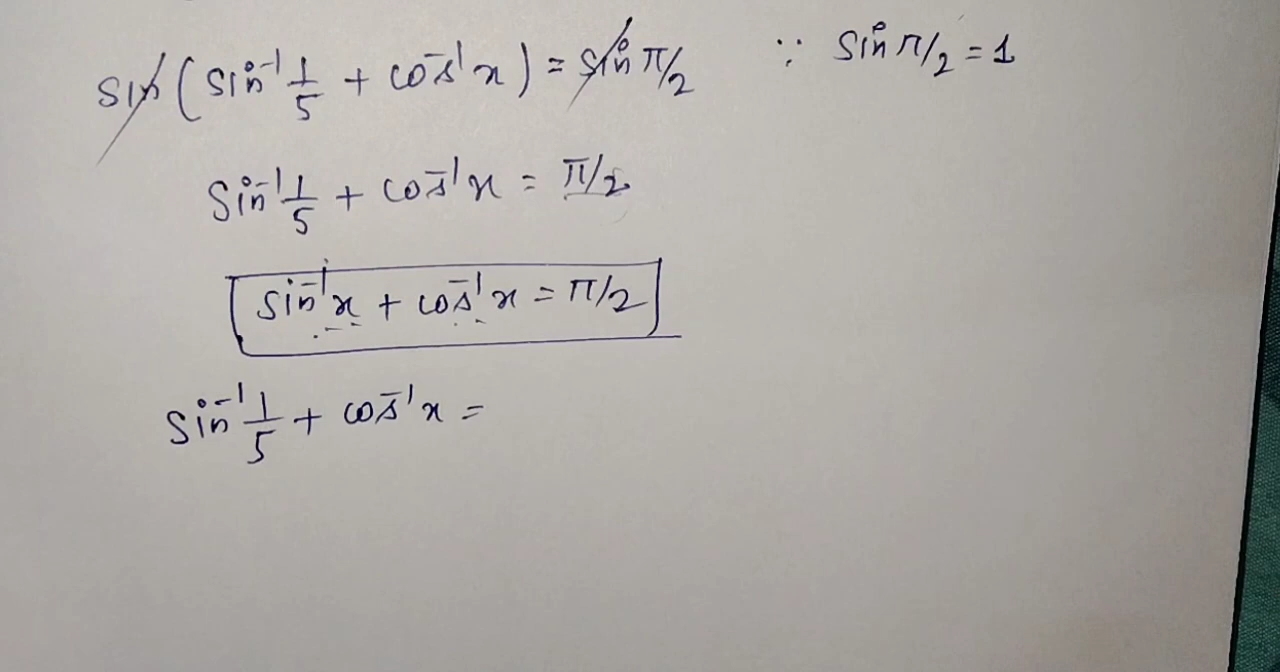 sin(sin⁻¹ 1/5 + cos⁻¹x) = sin π/2 ∵ sin π/2 = 1
sin⁻¹ 1/5 + cos⁻¹x = π/2
sin⁻¹x + cos⁻¹x = π/2
sin⁻¹ 1/5 + cos⁻¹x =